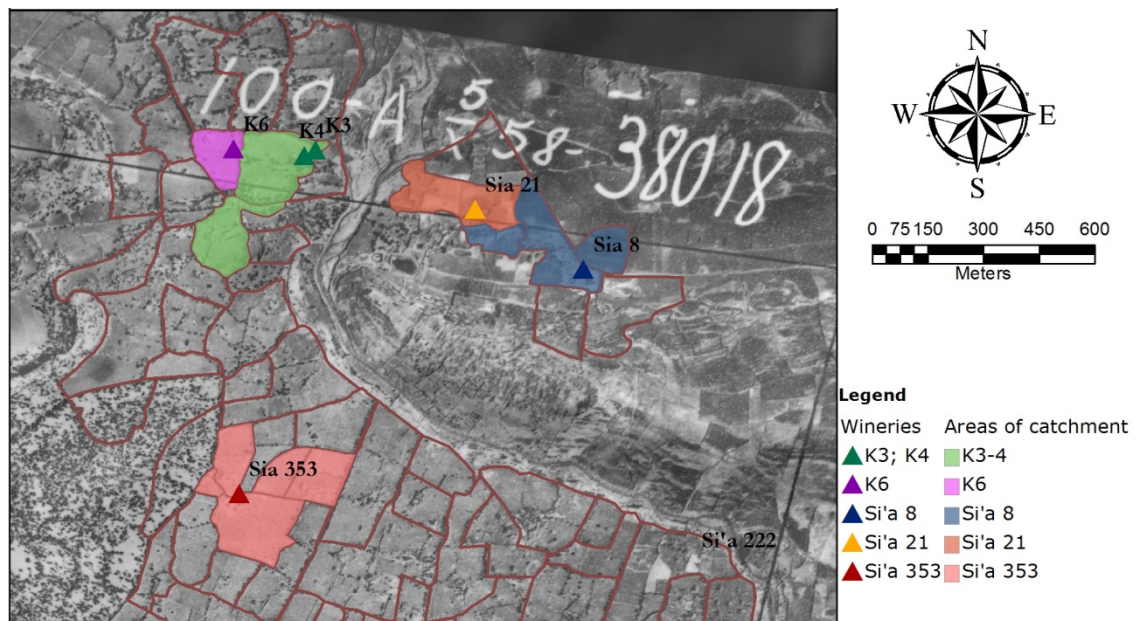 100-A 5/V 58-38018
K6
K4 K3
Sia 21
Sia 8
Sia 353
Si'a 222
N
W E
S
0 75 150 300 450 600
Meters
Legend
Wineries Areas of catchment
K3; K4 K3-4
K6 K6
Si'a 8 Si'a 8
Si'a 21 Si'a 21
Si'a 353 Si'a 353